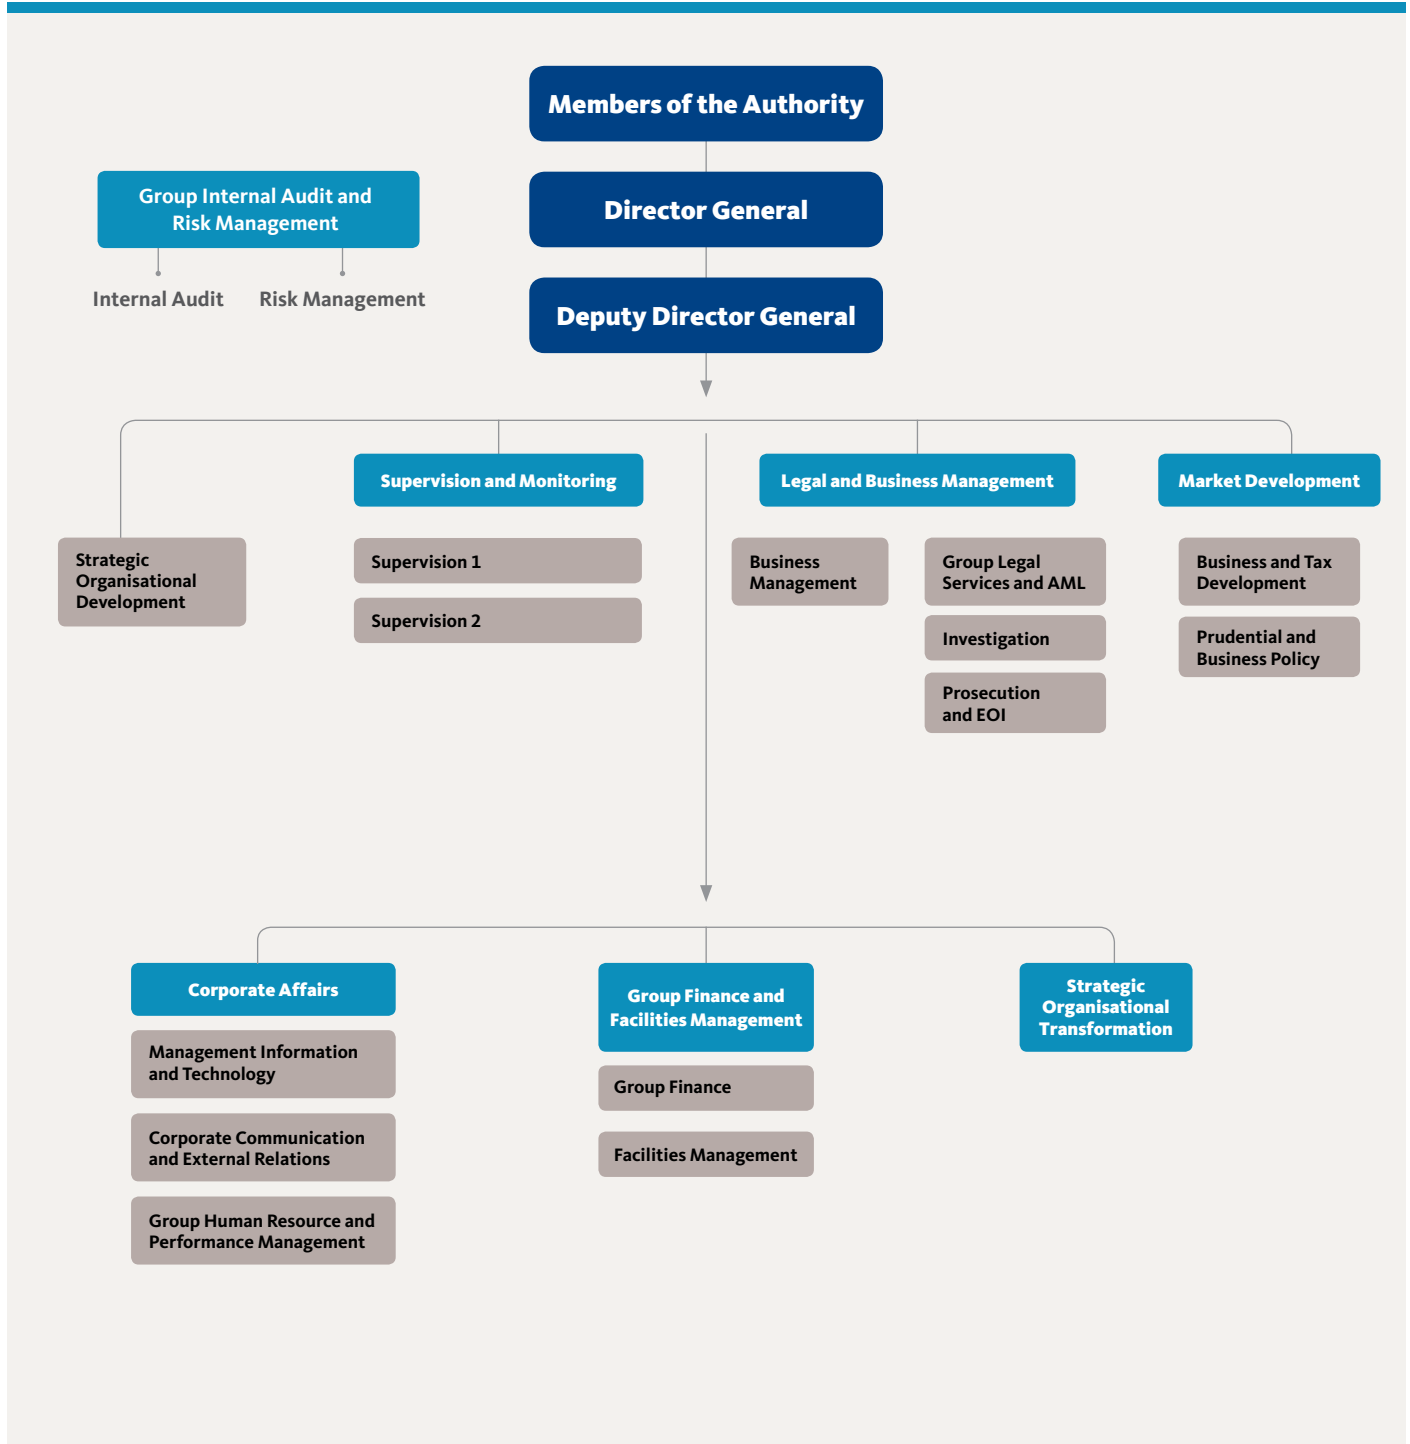 Members of the Authority
Group Internal Audit and
Risk Management
Director General
Internal Audit
Risk Management
Deputy Director General
Supervision and Monitoring
Legal and Business Management
Market Development
Strategic
Organisational
Development
Supervision 1
Supervision 2
Business
Management
Group Legal
Services and AML
Investigation
Prosecution
and EOI
Business and Tax
Development
Prudential and
Business Policy
Corporate Affairs
Management Information
and Technology
Corporate Communication
and External Relations
Group Human Resource and
Performance Management
Group Finance and
Facilities Management
Group Finance
Facilities Management
Strategic
Organisational
Transformation